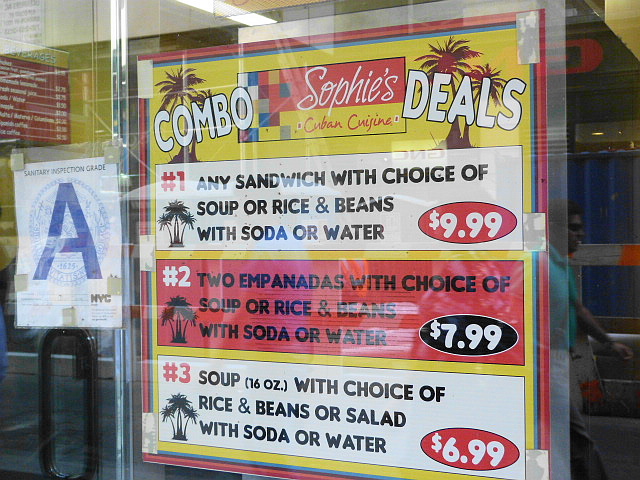 COMBO Sophie's DEALS
Cuban Cuisine
#1 ANY SANDWICH WITH CHOICE OF
SOUP OR RICE & BEANS
WITH SODA OR WATER $9.99
#2 TWO EMPANADAS WITH CHOICE OF
SOUP OR RICE & BEANS
WITH SODA OR WATER $7.99
#3 SOUP (16 OZ.) WITH CHOICE OF
RICE & BEANS OR SALAD
WITH SODA OR WATER $6.99
SANITARY INSPECTION GRADE
A
1625
NYC